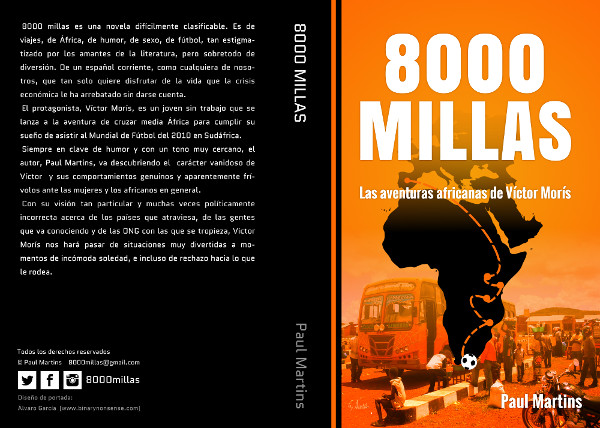 8000 millas es una novela difícilmente clasificable. Es de
viajes, de África, de humor, de sexo, de fútbol, tan estigma-
tizado por los amantes de la literatura, pero sobretodo de
diversión. De un español corriente, como cualquiera de noso-
tros, que tan solo quiere disfrutar de la vida que la crisis
económica le ha arrebatado sin darse cuenta.
El protagonista, Víctor Morís, es un joven sin trabajo que se
lanza a la aventura de cruzar media África para cumplir su
sueño de asistir al Mundial de Fútbol del 2010 en Sudáfrica.
Siempre en clave de humor y con un tono muy cercano, el
autor, Paul Martins, va descubriendo el carácter vanidoso de
Víctor y sus comportamientos genuinos y aparentemente frí-
volos ante las mujeres y los africanos en general.
Con su visión tan particular y muchas veces políticamente
incorrecta acerca de los países que atraviesa, de las gentes
que va conociendo y de las ONG con las que se tropieza, Victor
Morís nos hará pasar de situaciones muy divertidas a mo-
mentos de incómoda soledad, e incluso de rechazo hacia lo que
le rodea.
Todos los derechos reservados
© Paul Martins 8000millas@gmail.com
8000millas
Diseño de portada:
Álvaro García (www.binarynonsense.com)
8000 MILLAS
Paul Martins
8000
MILLAS
Las aventuras africanas de Víctor Morís
Paul Martins